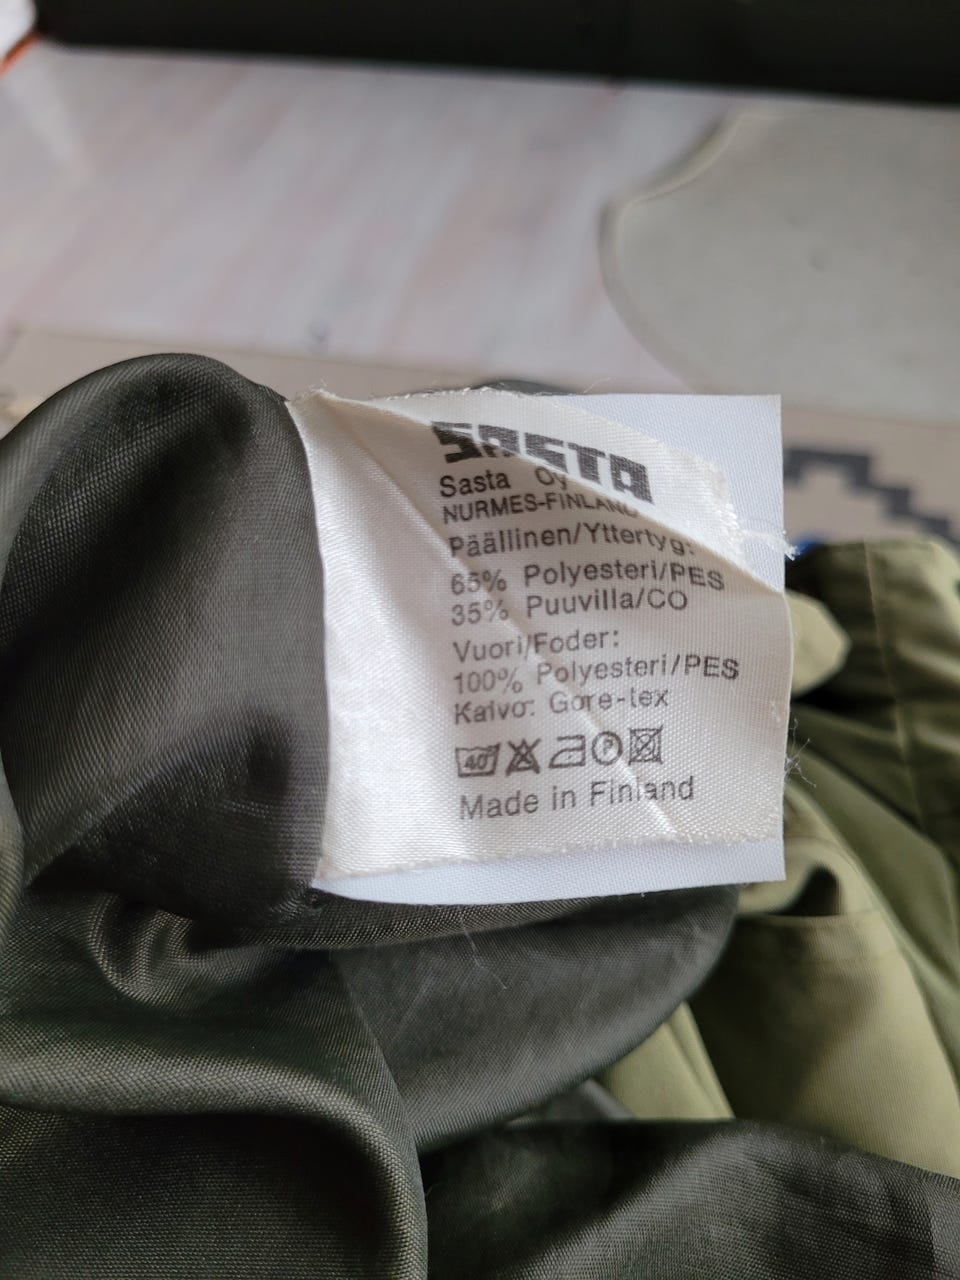 SASTA
Sasta Oy
NURMES-FINLAND
Päällinen/Yttertyg:
65% Polyesteri/PES
35% Puuvilla/CO
Vuori/Foder:
100% Polyesteri/PES
Kalvo: Gore-tex
40° P
Made in Finland